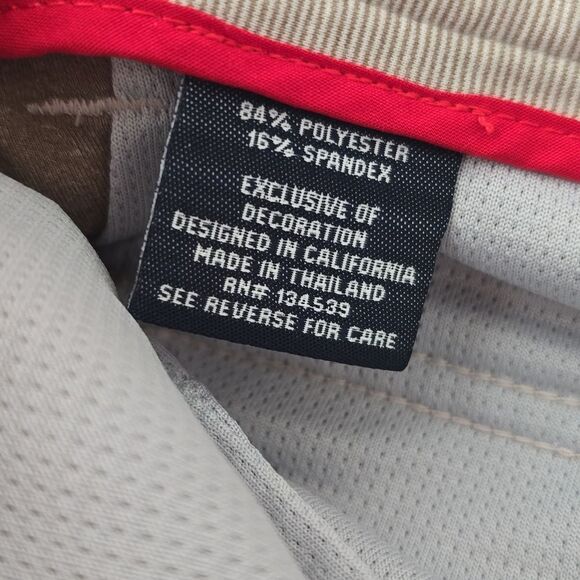 84% POLYESTER
16% SPANDEX
EXCLUSIVE OF
DECORATION
DESIGNED IN CALIFORNIA
MADE IN THAILAND
RN# 134539
SEE REVERSE FOR CARE